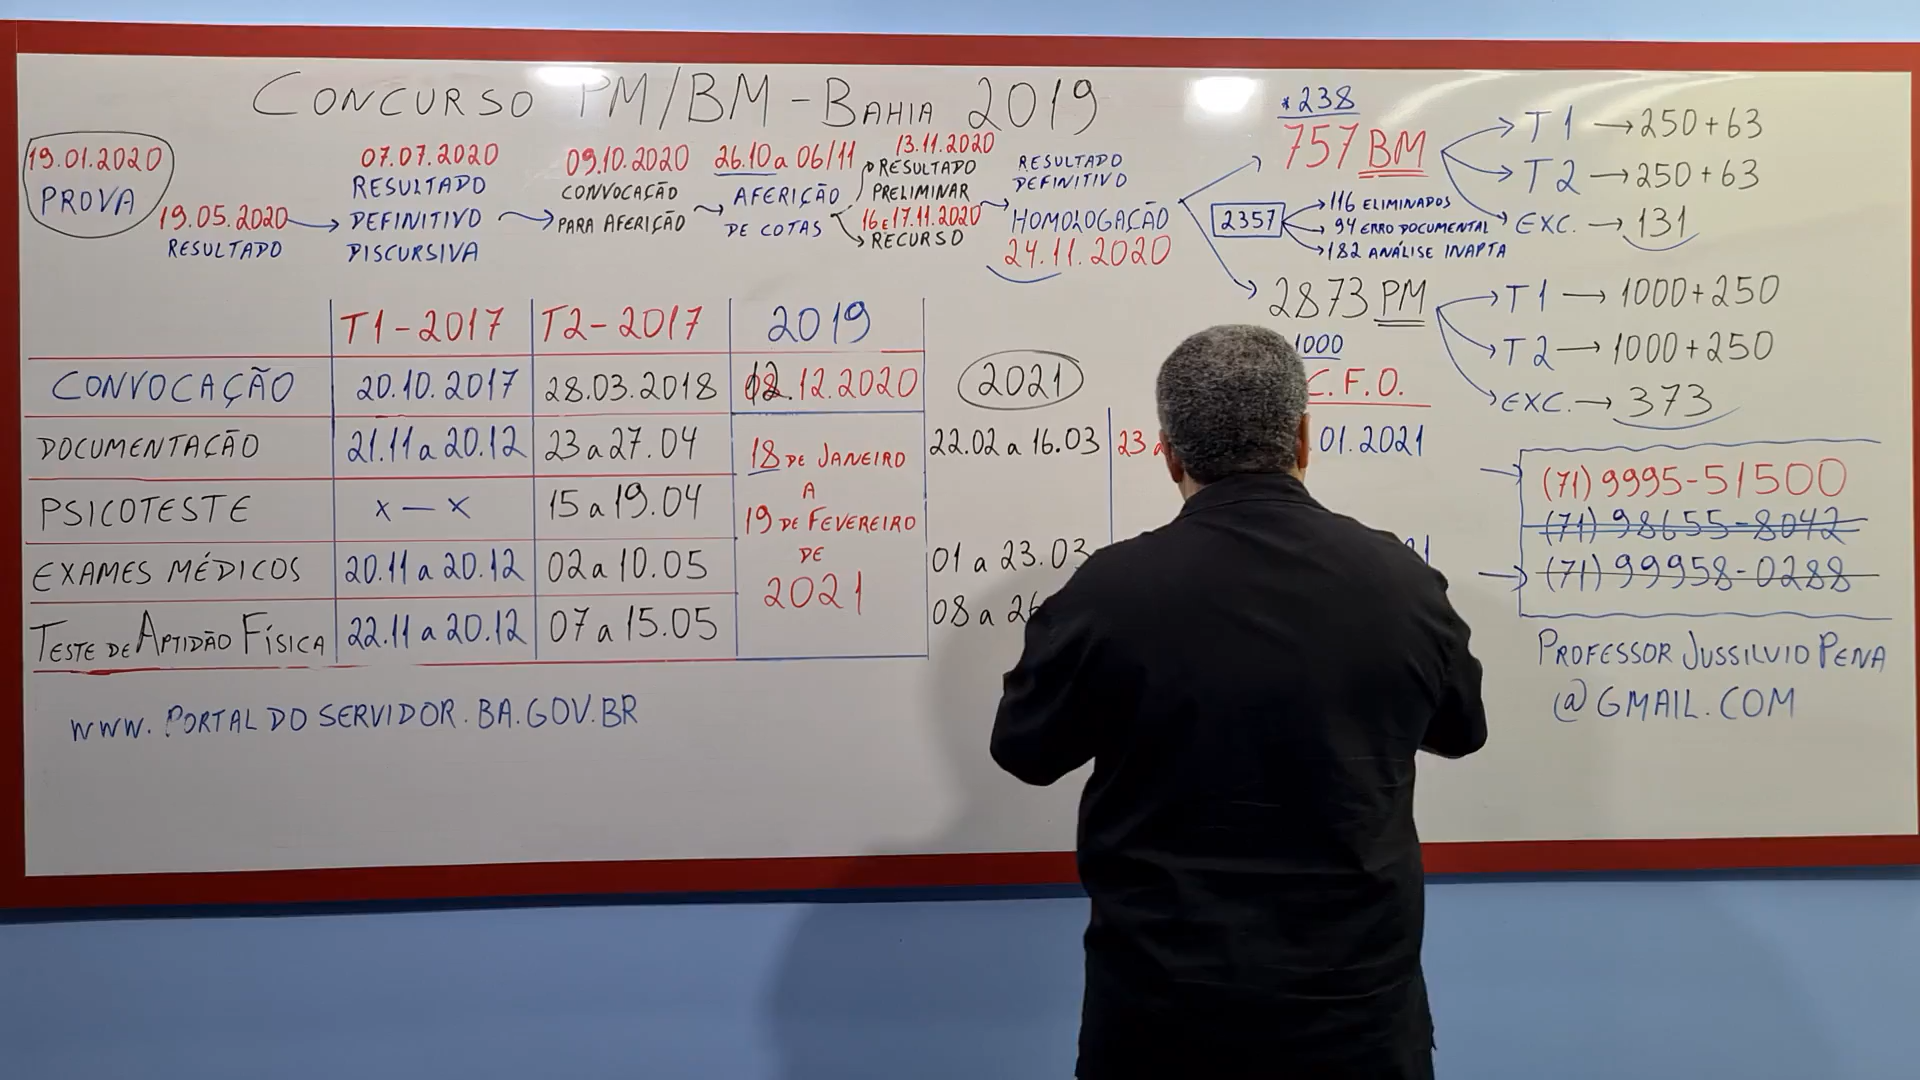 CONCURSO PM/BM - BAHIA 2019
19.01.2020
PROVA
19.05.2020
RESULTADO
07.07.2020
RESULTADO
DEFINITIVO
DISCURSIVA
09.10.2020
CONVOCAÇÃO
PARA AFERIÇÃO
26.10 a 06/11
AFERIÇÃO
DE COTAS
13.11.2020
RESULTADO
PRELIMINAR
16 E 17.11.2020
RECURSO
RESULTADO
DEFINITIVO
HOMOLOGAÇÃO
24.11.2020
*238
757 BM
T1 → 250+63
T2 → 250+63
EXC. → 131
2357
116 ELIMINADOS
94 ERRO DOCUMENTAL
182 ANÁLISE INAPTA
2873 PM
T1 → 1000+250
T2 → 1000+250
EXC. → 373
1000
C.F.O.
T1-2017 T2-2017 2019
CONVOCAÇÃO 20.10.2017 28.03.2018 .12.2020
2021
DOCUMENTAÇÃO 21.11 a 20.12 23 a 27.04
PSICOTESTE x — x 15 a 19.04
EXAMES MÉDICOS 20.11 a 20.12 02 a 10.05
TESTE DE APTIDÃO FÍSICA 22.11 a 20.12 07 a 15.05
18 DE JANEIRO
A
19 DE FEVEREIRO
DE
2021
22.02 a 16.03
23 a
01.2021
01 a 23.03
08 a 26
(71) 9995-51500
(71) 98655-8042
(71) 99958-0288
PROFESSOR JUSSILVIO PENA
@GMAIL.COM
WWW.PORTAL DO SERVIDOR.BA.GOV.BR